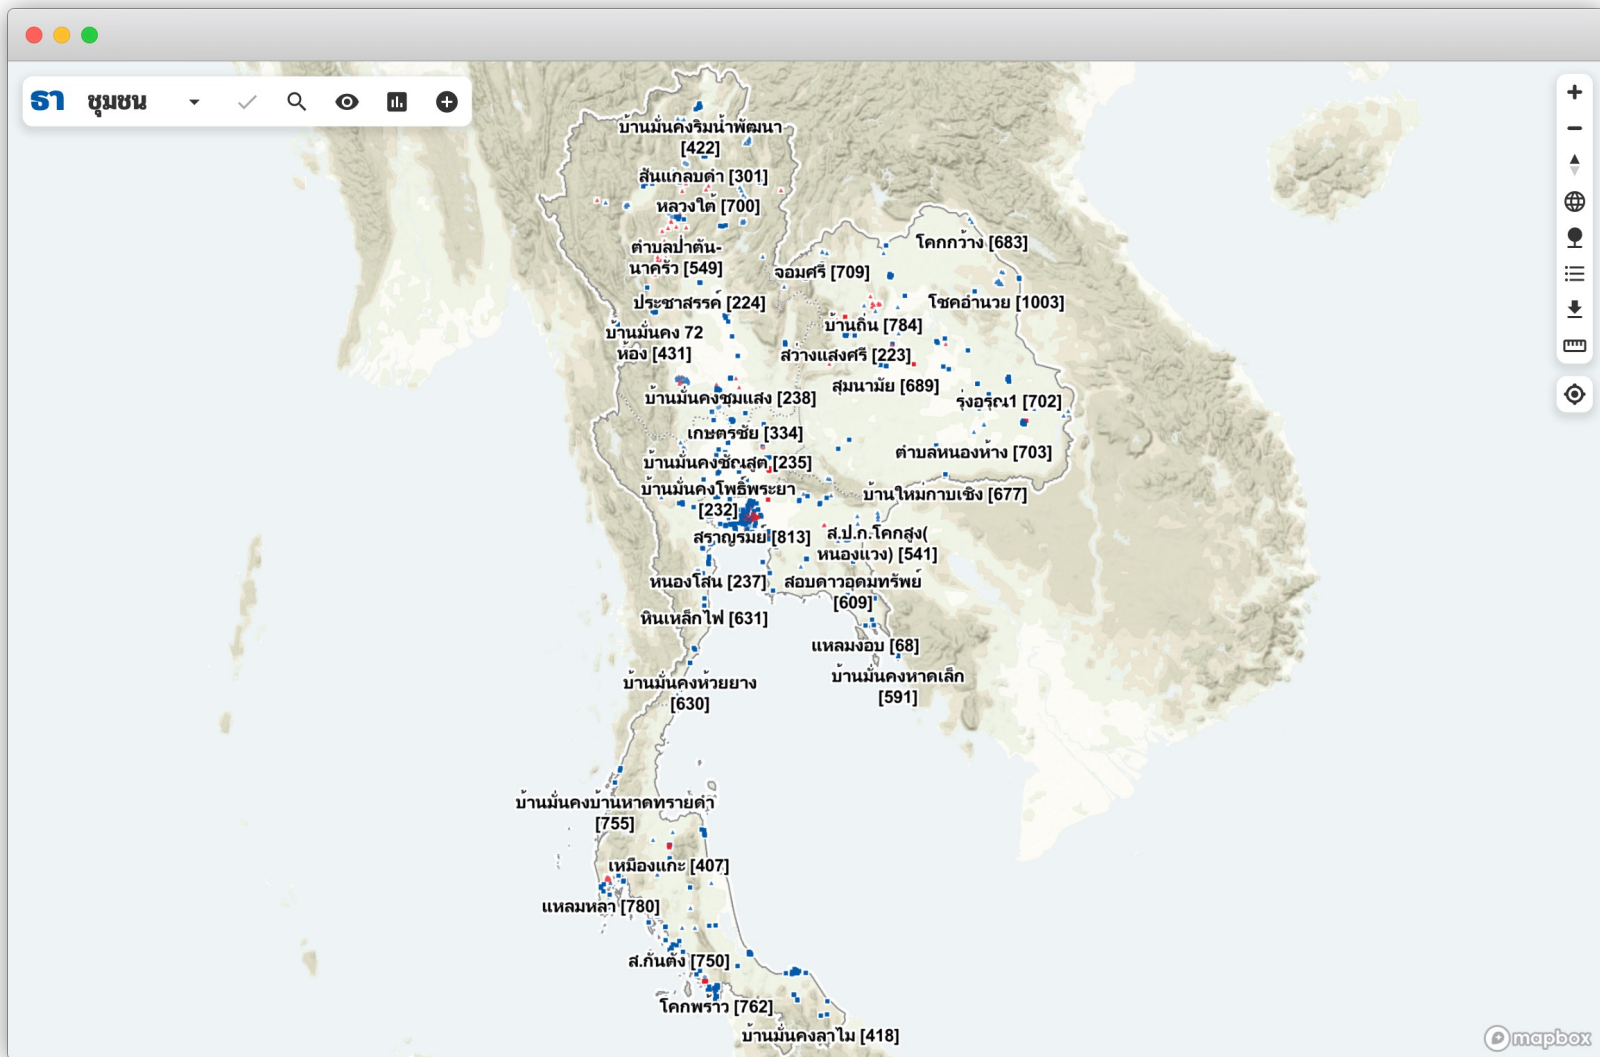 ธา ชุมชน
บ้านมั่นคงริมน้ำพัฒนา
[422]
สันแกลบดำ [301]
หลวงใต้ [700]
ตำบลป่าตัน-
นาครัว [549]
โคกกว้าง [683]
จอมศรี [709]
ประชาสรรค์ [224]
โชคอำนวย [1003]
บ้านถิ่น [784]
บ้านมั่นคง 72
ห้อง [431]
สว่างแสงศรี [223]
สุมนามัย [689]
บ้านมั่นคงชุมแสง [238]
รุ่งอรุณ1 [702]
เกษตรชัย [334]
ตำบลหนองห้าง [703]
บ้านมั่นคงชัณสูตุ [235]
บ้านมั่นคงโพธิ์พระยา
[232]
บ้านใหม่กาบเชิง [677]
สราญรมย์ [813]
ส.ป.ก.โคกสูง(
หนองแวง) [541]
หนองโสน [237]
สอยดาวอุดมทรัพย์
[609]
หินเหล็กไฟ [631]
แหลมงอบ [68]
บ้านมั่นคงหาดเล็ก
[591]
บ้านมั่นคงห้วยยาง
[630]
บ้านมั่นคงบ้านหาดทรายดำ
[755]
เหมืองแกะ [407]
แหลมหลา [780]
ส.กันตัง [750]
โคกพร้าว [762]
บ้านมั่นคงลาไม [418]
mapbox